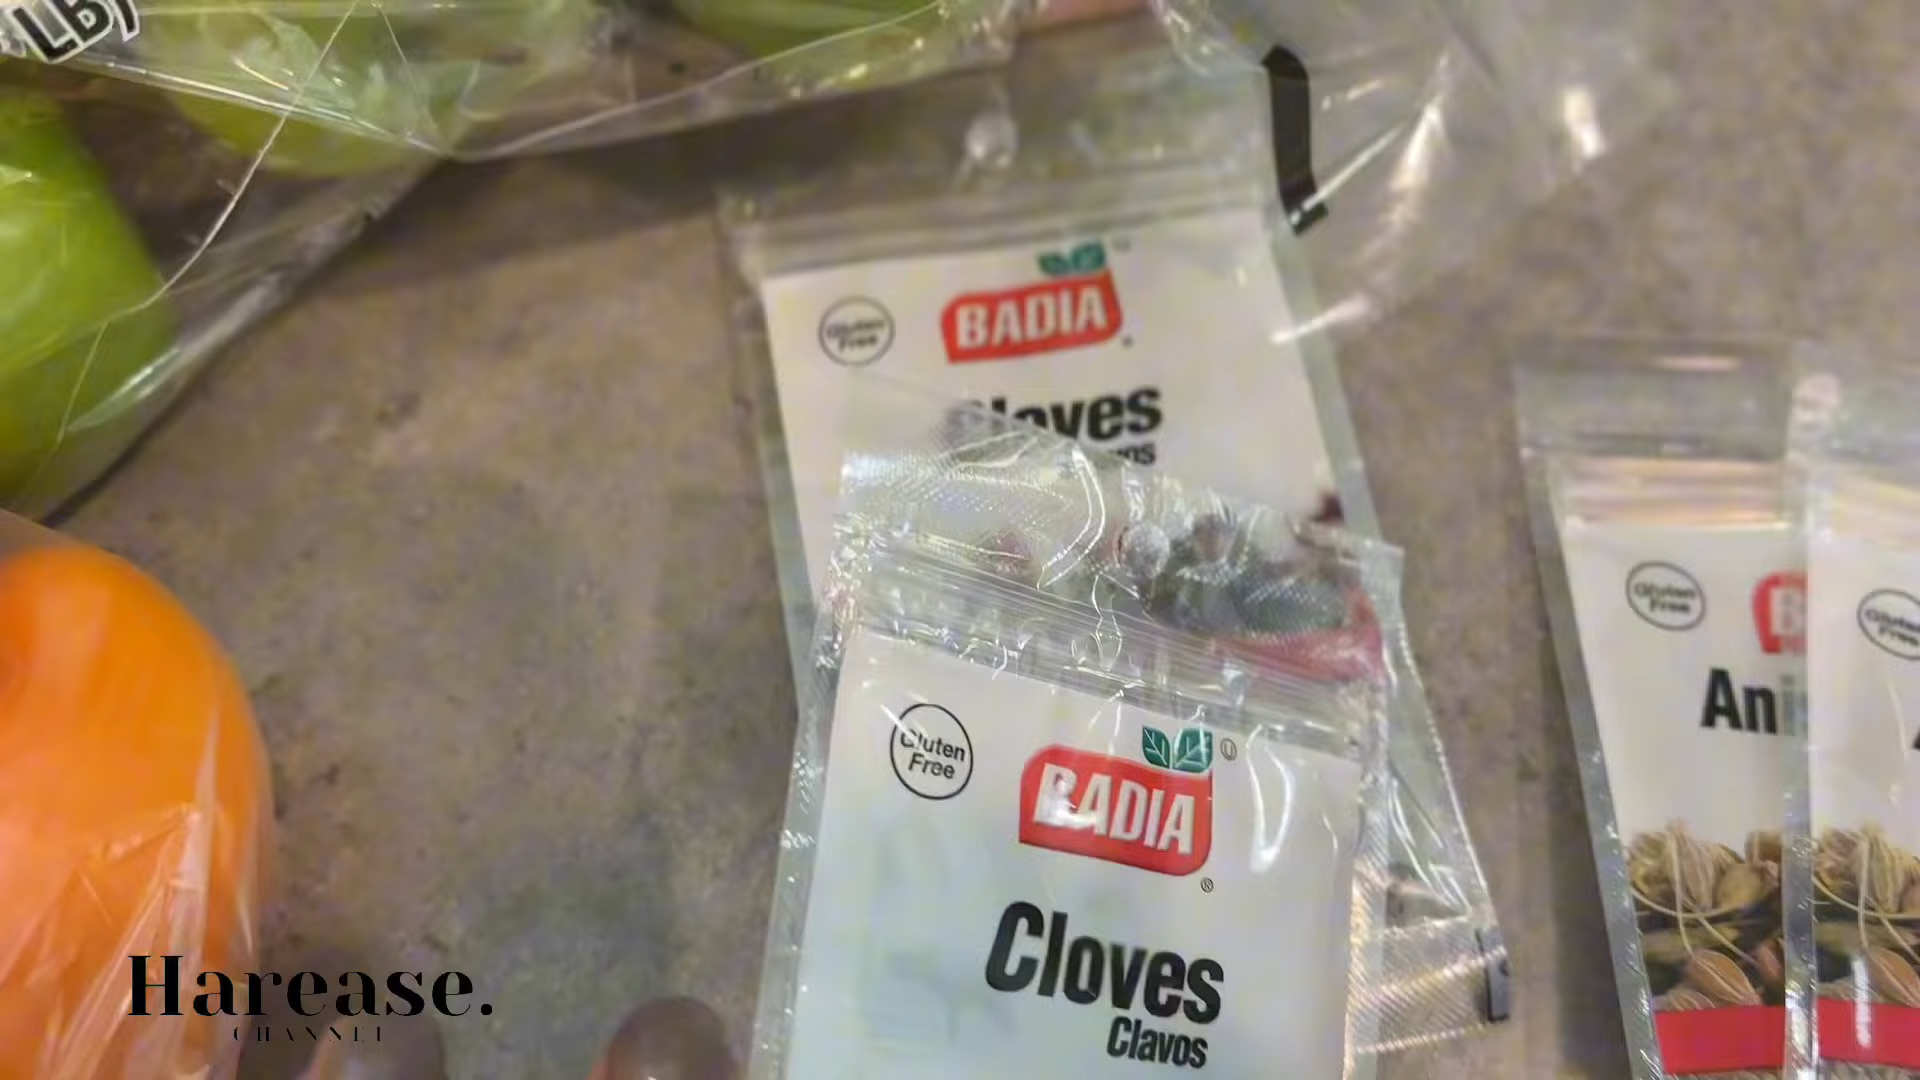 LB)
Gluten
Free
BADIA
Cloves
Gluten
Free
BADIA
®
Cloves
Clavos
Gluten
Free
An
Gluten
Free
Harease.
CHANNEL